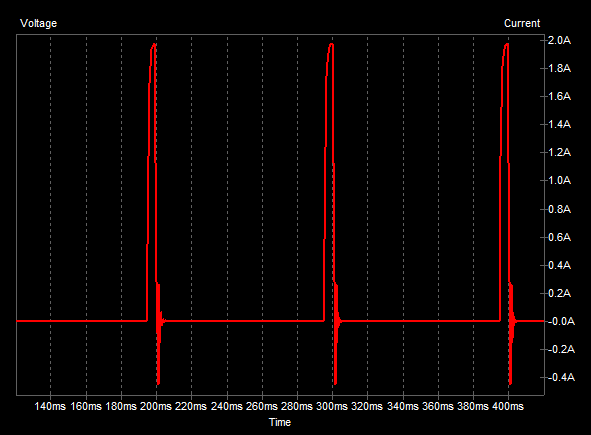 Voltage Current
2.0A
1.8A
1.6A
1.4A
1.2A
1.0A
0.8A
0.6A
0.4A
0.2A
-0.0A
-0.2A
-0.4A
140ms 160ms 180ms 200ms 220ms 240ms 260ms 280ms 300ms 320ms 340ms 360ms 380ms 400ms
Time